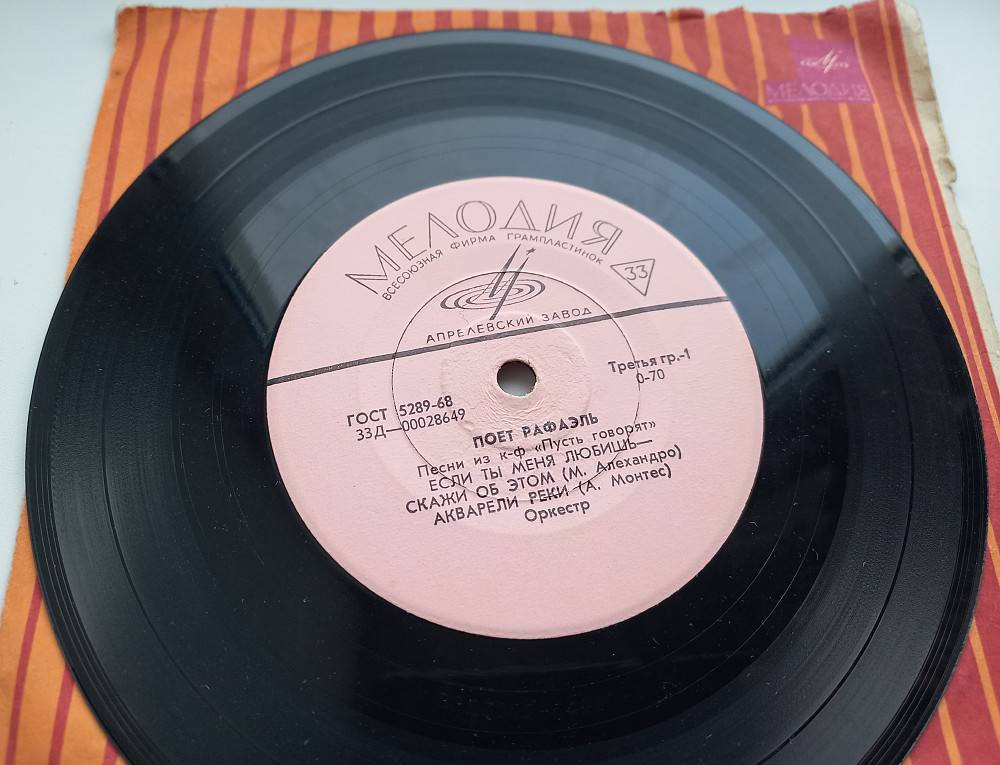 МЕЛОДИЯ
МЕЛОДИЯ
ВСЕСОЮЗНАЯ ФИРМА ГРАМПЛАСТИНОК
33
АПРЕЛЕВСКИЙ ЗАВОД
Третья гр.-1
0-70
ГОСТ 5289-68
33Д—00028649
ПОЕТ РАФАЭЛЬ
Песни из к-ф «Пусть говорят»
ЕСЛИ ТЫ МЕНЯ ЛЮБИШЬ—
СКАЖИ ОБ ЭТОМ (М. Алехандро)
АКВАРЕЛИ РЕКИ (А. Монтес)
Оркестр